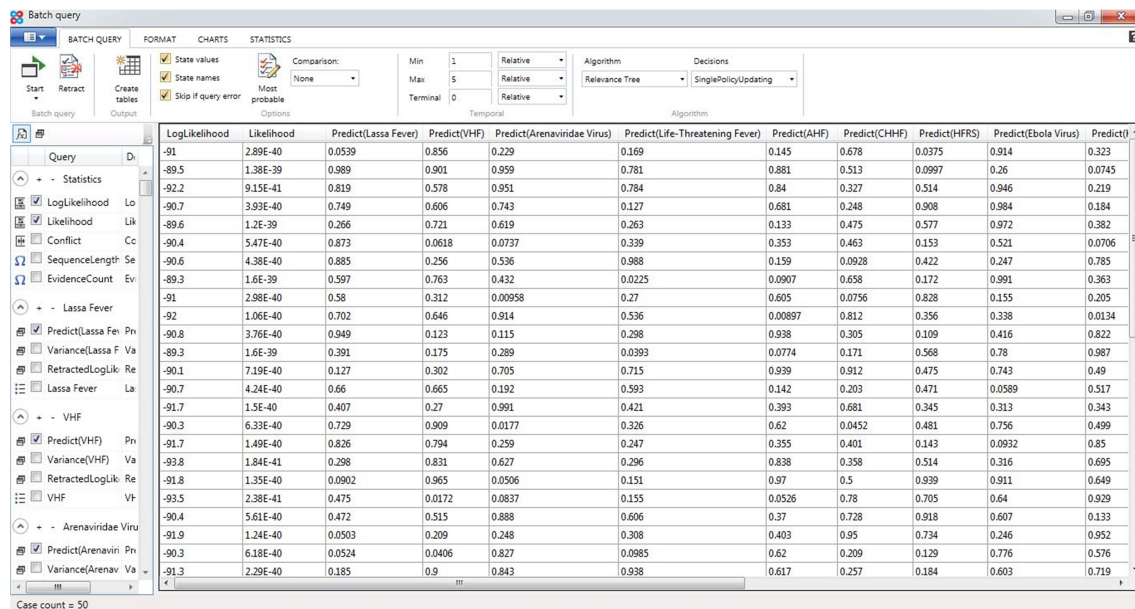 Batch query
BATCH QUERY FORMAT CHARTS STATISTICS
State values Comparison: Min 1 Relative Algorithm Decisions
State names None Max 5 Relative Relevance Tree SinglePolicyUpdating
Start Retract Create tables Skip if query error Most probable Terminal 0 Relative
Batch query Output Options Temporal Algorithm
Query
Statistics
LogLikelihood Lo
Likelihood Lik
Conflict Co
SequenceLength Se
EvidenceCount Evi
Lassa Fever
Predict(Lassa Fev Pre
Variance(Lassa F Va
RetractedLogLik Re
Lassa Fever La
VHF
Predict(VHF) Pre
Variance(VHF) Va
RetractedLogLik Re
VHF VH
Arenaviridae Viru
Predict(Arenaviri Pre
Variance(Arenav Va
LogLikelihood Likelihood Predict(Lassa Fever) Predict(VHF) Predict(Arenaviridae Virus) Predict(Life-Threatening Fever) Predict(AHF) Predict(CHHF) Predict(HFRS) Predict(Ebola Virus)
-91 2.89E-40 0.0539 0.856 0.229 0.169 0.145 0.678 0.0375 0.914 0.323
-89.5 1.38E-39 0.989 0.901 0.959 0.781 0.881 0.513 0.0997 0.26 0.0745
-92.2 9.15E-41 0.819 0.578 0.951 0.784 0.84 0.327 0.514 0.946 0.219
-90.7 3.93E-40 0.749 0.606 0.743 0.127 0.681 0.248 0.908 0.984 0.184
-89.6 1.2E-39 0.266 0.721 0.619 0.263 0.133 0.475 0.577 0.972 0.382
-90.4 5.47E-40 0.873 0.0618 0.0737 0.339 0.353 0.463 0.153 0.521 0.0706
-90.6 4.38E-40 0.885 0.256 0.536 0.988 0.159 0.0928 0.422 0.247 0.785
-89.3 1.6E-39 0.597 0.763 0.432 0.0225 0.0907 0.658 0.172 0.991 0.363
-91 2.98E-40 0.58 0.312 0.00958 0.27 0.605 0.0756 0.828 0.155 0.205
-92 1.06E-40 0.702 0.646 0.914 0.536 0.00897 0.812 0.356 0.338 0.0134
-90.8 3.76E-40 0.949 0.123 0.115 0.298 0.938 0.305 0.109 0.416 0.822
-89.3 1.6E-39 0.391 0.175 0.289 0.0393 0.0774 0.171 0.568 0.78 0.987
-90.1 7.19E-40 0.127 0.302 0.705 0.715 0.939 0.912 0.475 0.743 0.49
-90.7 4.24E-40 0.66 0.665 0.192 0.593 0.142 0.203 0.471 0.0589 0.517
-91.7 1.5E-40 0.407 0.27 0.991 0.421 0.393 0.681 0.345 0.313 0.343
-90.3 6.33E-40 0.729 0.909 0.0177 0.326 0.62 0.0452 0.481 0.756 0.499
-91.7 1.49E-40 0.826 0.794 0.259 0.247 0.355 0.401 0.143 0.0932 0.85
-93.8 1.84E-41 0.298 0.831 0.627 0.296 0.838 0.358 0.514 0.316 0.695
-91.8 1.35E-40 0.0902 0.965 0.0506 0.151 0.97 0.5 0.939 0.911 0.649
-93.5 2.38E-41 0.475 0.0172 0.0837 0.155 0.0526 0.78 0.705 0.64 0.929
-90.4 5.61E-40 0.472 0.515 0.888 0.606 0.37 0.728 0.918 0.607 0.133
-91.9 1.24E-40 0.0503 0.209 0.248 0.308 0.403 0.95 0.734 0.246 0.952
-90.3 6.18E-40 0.0524 0.0406 0.827 0.0985 0.62 0.209 0.129 0.776 0.576
-91.3 2.29E-40 0.185 0.9 0.843 0.938 0.617 0.257 0.184 0.603 0.719
Case count = 50